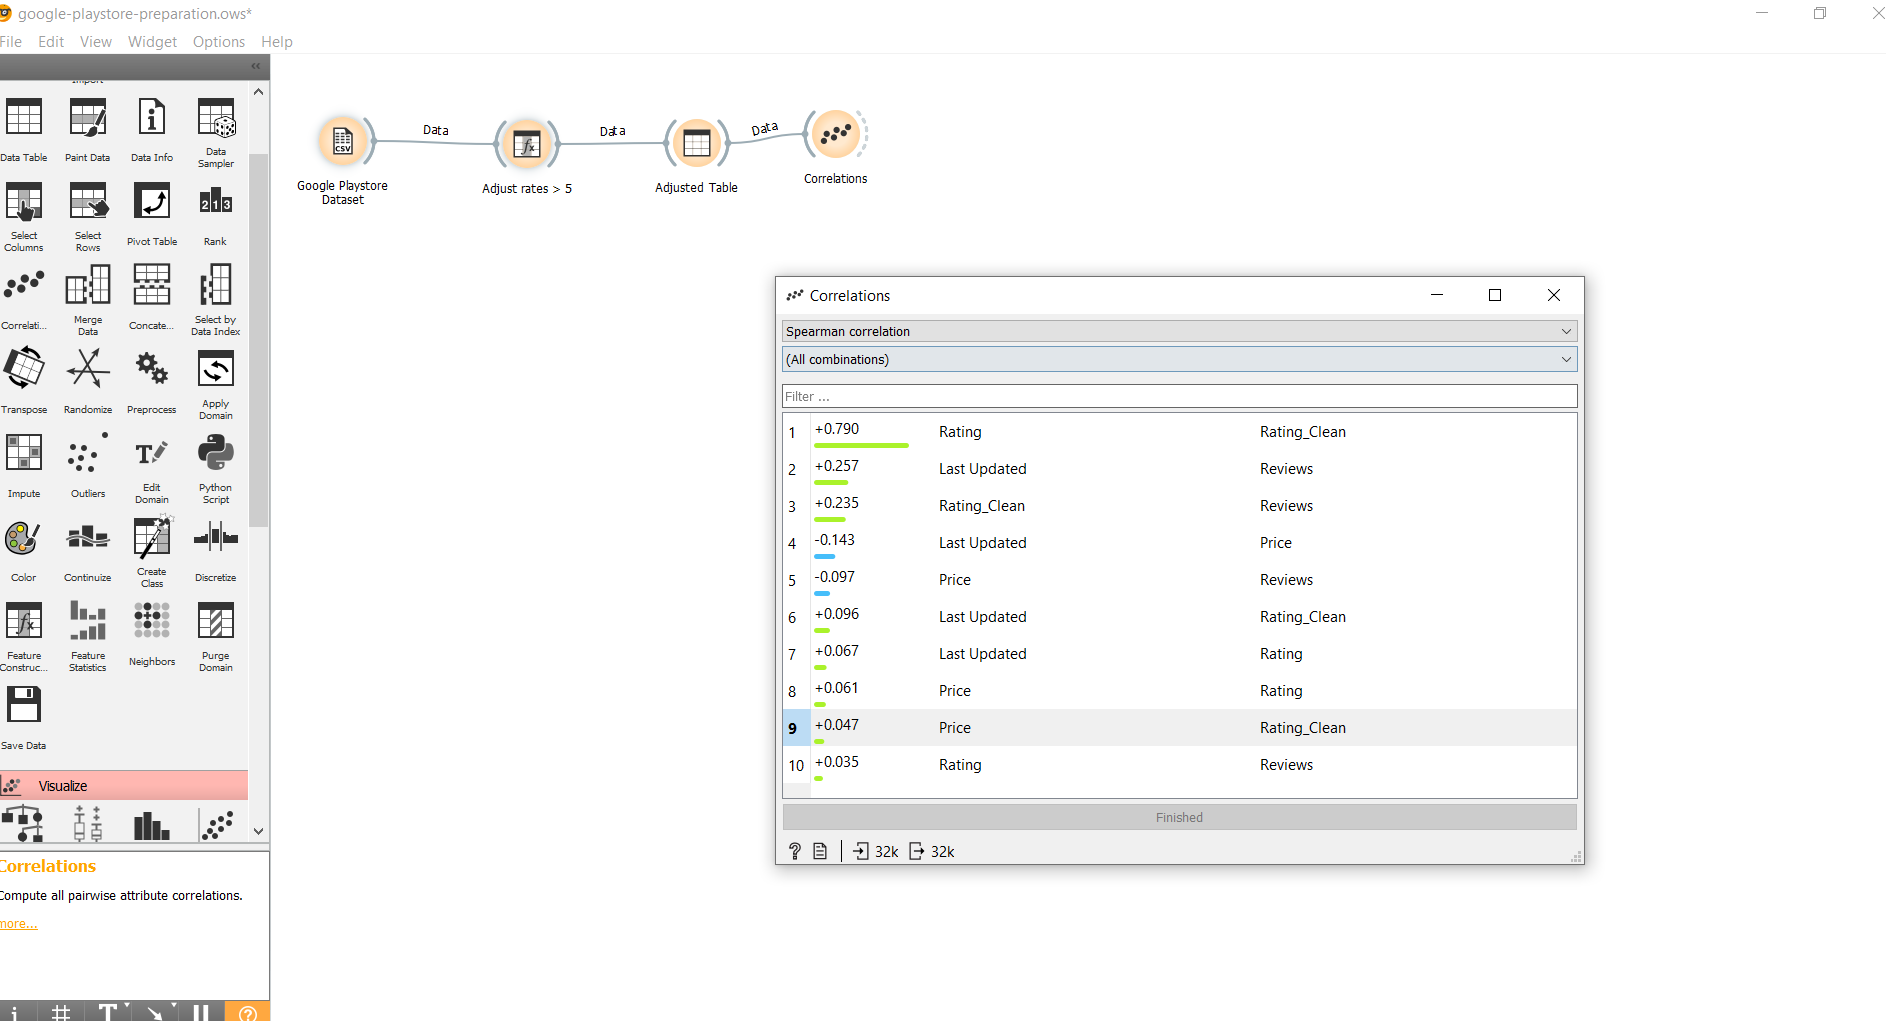 google-playstore-preparation.ows*
File Edit View Widget Options Help
Import
Data Table
Paint Data
Data Info
Data
Sampler
Select
Columns
Select
Rows
Pivot Table
Rank
Correlati...
Merge
Data
Concate...
Select by
Data Index
Transpose
Randomize
Preprocess
Apply
Domain
Impute
Outliers
Edit
Domain
Python
Script
Color
Continuize
Create
Class
Discretize
Feature
Construc...
Feature
Statistics
Neighbors
Purge
Domain
Save Data
Visualize
Correlations
Compute all pairwise attribute correlations.
more...
Data
Data
Data
CSV
Google Playstore
Dataset
Adjust rates > 5
Adjusted Table
Correlations
Correlations
Spearman correlation
(All combinations)
Filter ...
1 +0.790 Rating Rating_Clean
2 +0.257 Last Updated Reviews
3 +0.235 Rating_Clean Reviews
4 -0.143 Last Updated Price
5 -0.097 Price Reviews
6 +0.096 Last Updated Rating_Clean
7 +0.067 Last Updated Rating
8 +0.061 Price Rating
9 +0.047 Price Rating_Clean
10 +0.035 Rating Reviews
Finished
? 32k 32k